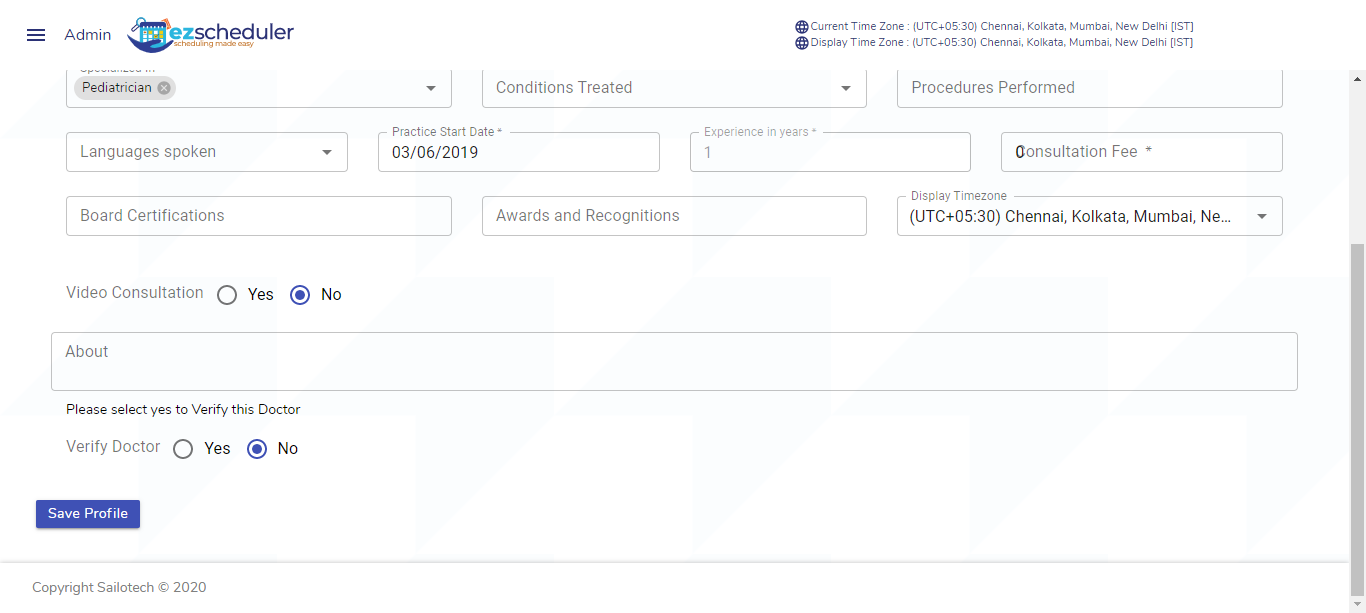 Admin
ezscheduler
scheduling made easy
Current Time Zone : (UTC+05:30) Chennai, Kolkata, Mumbai, New Delhi [IST]
Display Time Zone : (UTC+05:30) Chennai, Kolkata, Mumbai, New Delhi [IST]
Specialized In
Pediatrician
Conditions Treated
Procedures Performed
Languages spoken
Practice Start Date *
03/06/2019
Experience in years *
1
0
Consultation Fee *
Board Certifications
Awards and Recognitions
Display Timezone
(UTC+05:30) Chennai, Kolkata, Mumbai, Ne...
Video Consultation Yes No
About
Please select yes to Verify this Doctor
Verify Doctor Yes No
Save Profile
Copyright Sailotech © 2020